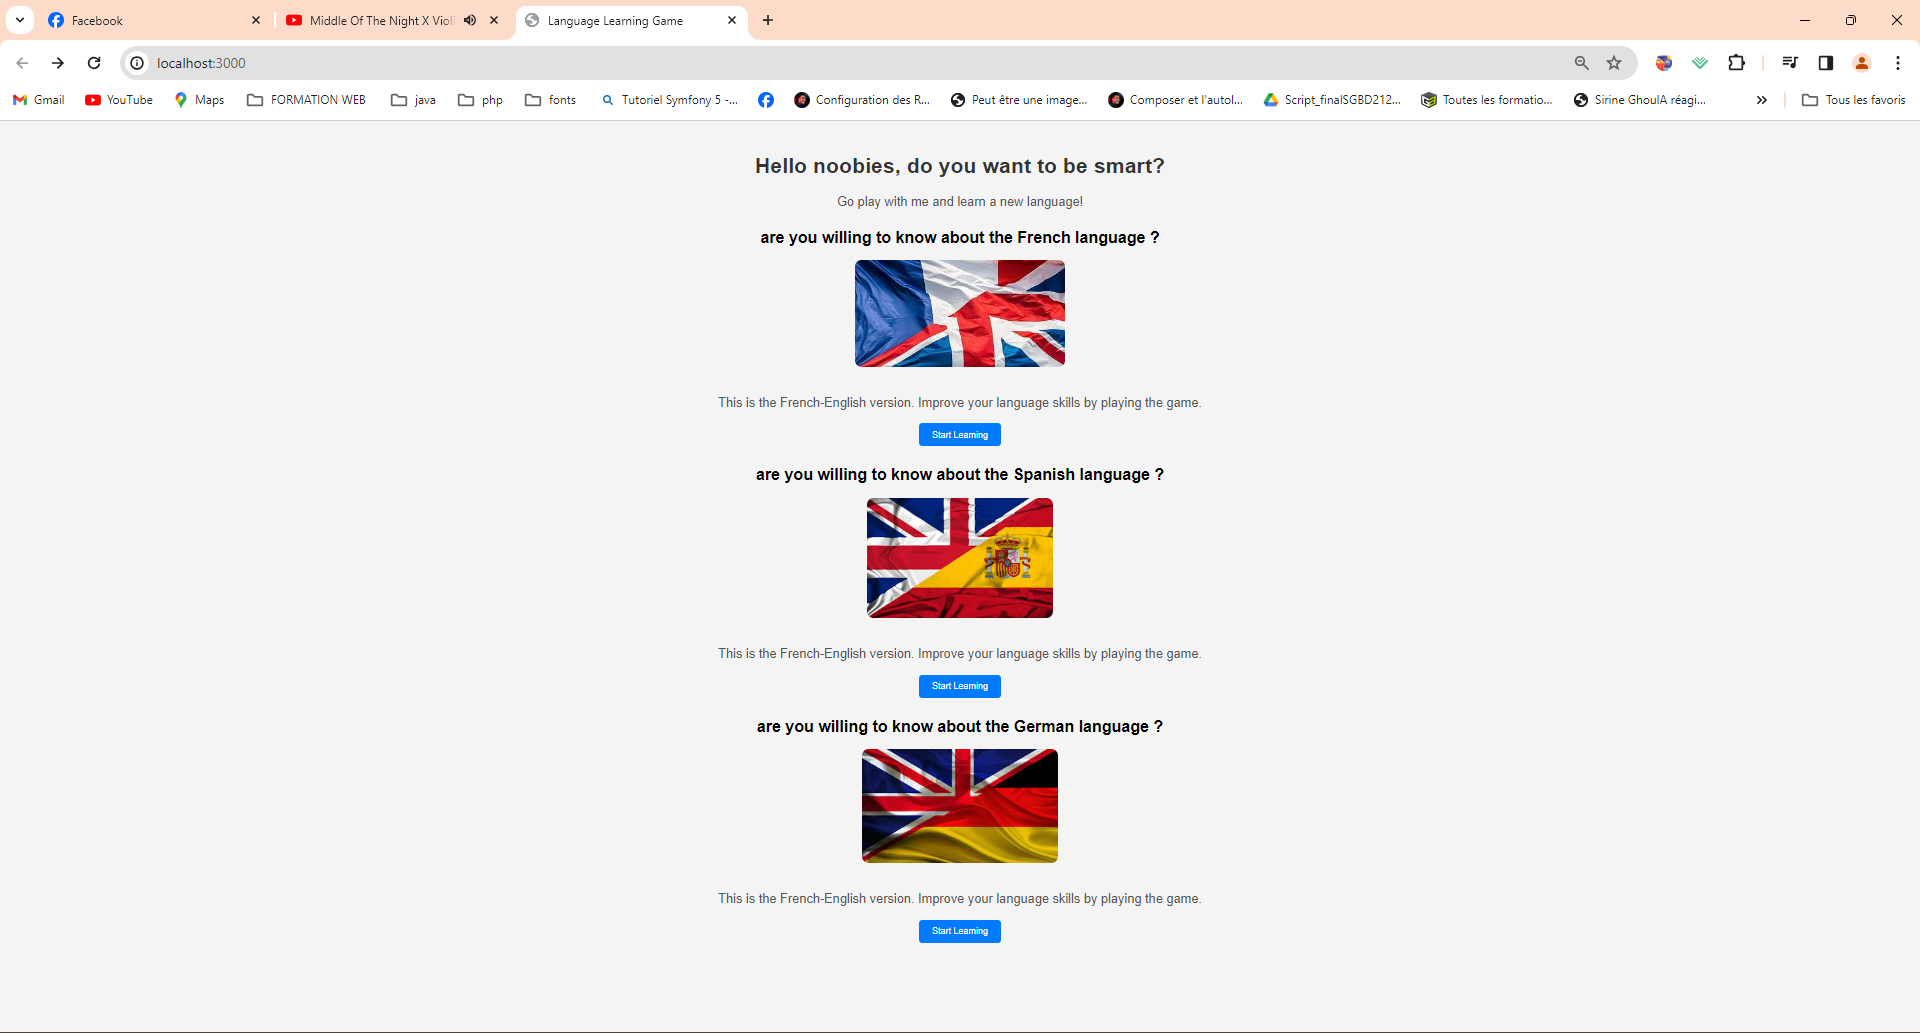 Facebook
Middle Of The Night X Violi
Language Learning Game
localhost:3000
Gmail
YouTube
Maps
FORMATION WEB
java
php
fonts
Tutoriel Symfony 5 -...
Configuration des R...
Peut être une image...
Composer et l'autol...
Script_finalSGBD212...
Toutes les formatio...
Sirine GhoulA réagi...
Tous les favoris
Hello noobies, do you want to be smart?
Go play with me and learn a new language!
are you willing to know about the French language ?
This is the French-English version. Improve your language skills by playing the game.
Start Learning
are you willing to know about the Spanish language ?
This is the French-English version. Improve your language skills by playing the game.
Start Learning
are you willing to know about the German language ?
This is the French-English version. Improve your language skills by playing the game.
Start Learning